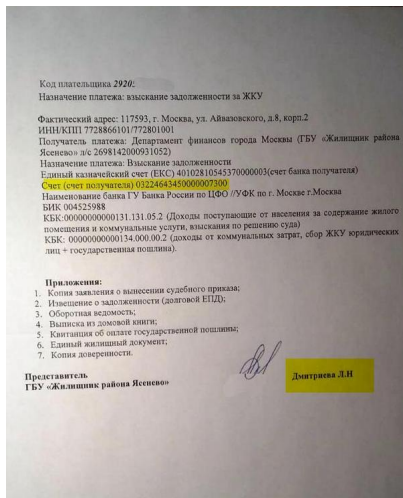 Код плательщика 2920:
Назначение платежа: взыскание задолженности за ЖКУ
Фактический адрес: 117593, г. Москва, ул. Айвазовского, д.8, корп.2
ИНН/КПП 7728866101/772801001
Получатель платежа: Департамент финансов города Москвы (ГБУ «Жилищник района
Ясенево» л/с 2698142000931052)
Назначение платежа: Взыскание задолженности
Единый казначейский счет (ЕКС) 40102810545370000003(счет банка получателя)
Счет (счет получателя) 03224643450000007300
Наименование банка ГУ Банка России по ЦФО //УФК по г. Москве г.Москва
БИК 004525988
КБК:00000000000131.131.05.2 (Доходы поступающие от населения за содержание жилого
помещения и коммунальные услуги, взыскания по решению суда)
КБК: 00000000000134.000.00.2 (доходы от коммунальных затрат, сбор ЖКУ юридических
лиц + государственная пошлина).
Приложения:
1. Копия заявления о вынесении судебного приказа;
2. Извещение о задолженности (долговой ЕПД);
3. Оборотная ведомость;
4. Выписка из домовой книги;
5. Квитанция об оплате государственной пошлины;
6. Единый жилищный документ;
7. Копия доверенности.
Представитель
ГБУ «Жилищник района Ясенево»
Дмитриева Л.Н